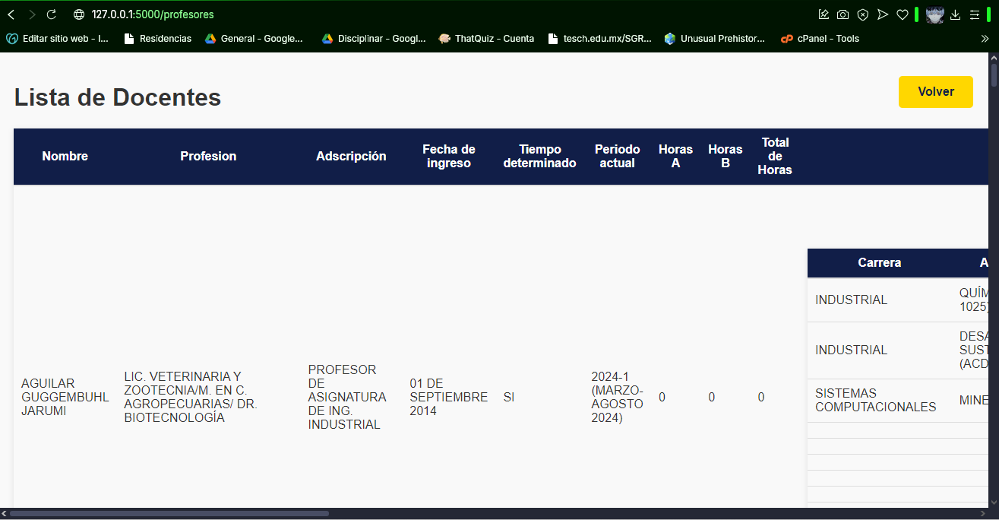 127.0.0.1:5000/profesores
Editar sitio web - I... Residencias General - Google... Disciplinar - Googl... ThatQuiz - Cuenta tesch.edu.mx/SGR... Unusual Prehistor... cPanel - Tools
Lista de Docentes
Volver
Nombre
Profesion
Adscripción
Fecha de
ingreso
Tiempo
determinado
Periodo
actual
Horas
A
Horas
B
Total
de
Horas
Carrera
A
INDUSTRIAL
QUÍM
1025)
INDUSTRIAL
DESA
SUST
(ACD
SISTEMAS
COMPUTACIONALES
MINE
AGUILAR
GUGGEMBUHL
JARUMI
LIC. VETERINARIA Y
ZOOTECNIA/M. EN C.
AGROPECUARIAS/ DR.
BIOTECNOLOGÍA
PROFESOR
DE
ASIGNATURA
DE ING.
INDUSTRIAL
01 DE
SEPTIEMBRE
2014
SI
2024-1
(MARZO-
AGOSTO
2024)
0
0
0